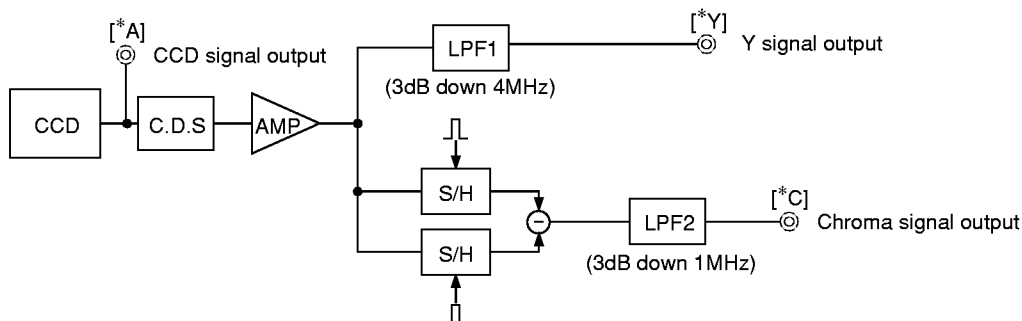 [*A]
CCD signal output
CCD
C.D.S
AMP
LPF1
(3dB down 4MHz)
[*Y]
Y signal output
S/H
S/H
–
LPF2
(3dB down 1MHz)
[*C]
Chroma signal output